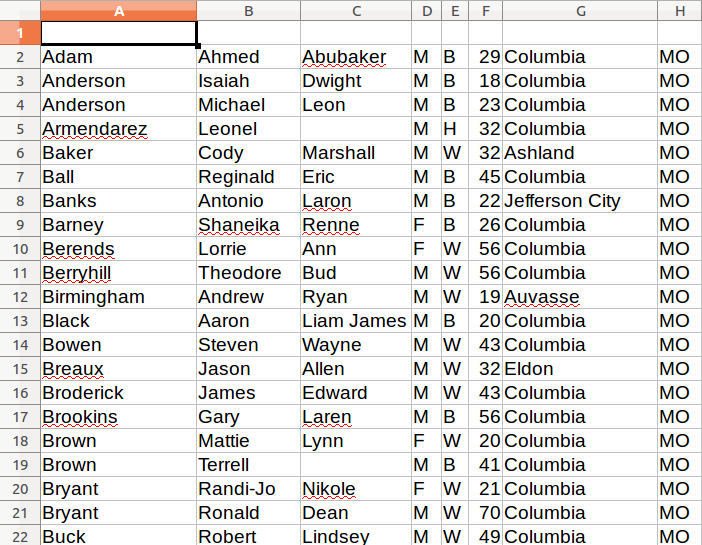 A B C D E F G H
1
2 Adam Ahmed Abubaker M B 29 Columbia MO
3 Anderson Isaiah Dwight M B 18 Columbia MO
4 Anderson Michael Leon M B 23 Columbia MO
5 Armendarez Leonel M H 32 Columbia MO
6 Baker Cody Marshall M W 32 Ashland MO
7 Ball Reginald Eric M B 45 Columbia MO
8 Banks Antonio Laron M B 22 Jefferson City MO
9 Barney Shaneika Renne F B 26 Columbia MO
10 Berends Lorrie Ann F W 56 Columbia MO
11 Berryhill Theodore Bud M W 56 Columbia MO
12 Birmingham Andrew Ryan M W 19 Auvasse MO
13 Black Aaron Liam James M B 20 Columbia MO
14 Bowen Steven Wayne M W 43 Columbia MO
15 Breaux Jason Allen M W 32 Eldon MO
16 Broderick James Edward M W 43 Columbia MO
17 Brookins Gary Laren M B 56 Columbia MO
18 Brown Mattie Lynn F W 20 Columbia MO
19 Brown Terrell M B 41 Columbia MO
20 Bryant Randi-Jo Nikole F W 21 Columbia MO
21 Bryant Ronald Dean M W 70 Columbia MO
22 Buck Robert Lindsey M W 49 Columbia MO